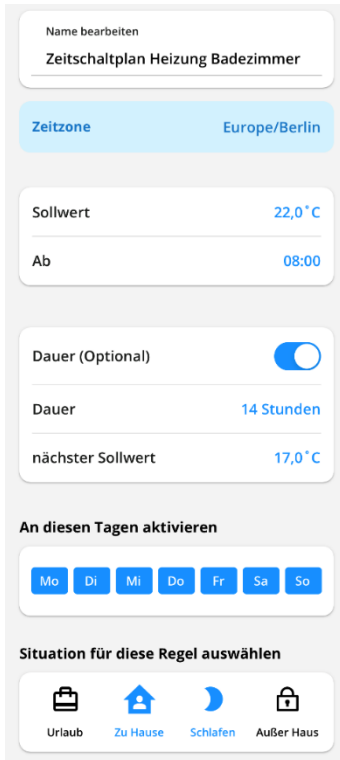 Name bearbeiten
Zeitschaltplan Heizung Badezimmer
Zeitzone Europe/Berlin
Sollwert 22,0°C
Ab 08:00
Dauer (Optional)
Dauer 14 Stunden
nächster Sollwert 17,0°C
An diesen Tagen aktivieren
Mo Di Mi Do Fr Sa So
Situation für diese Regel auswählen
Urlaub Zu Hause Schlafen Außer Haus